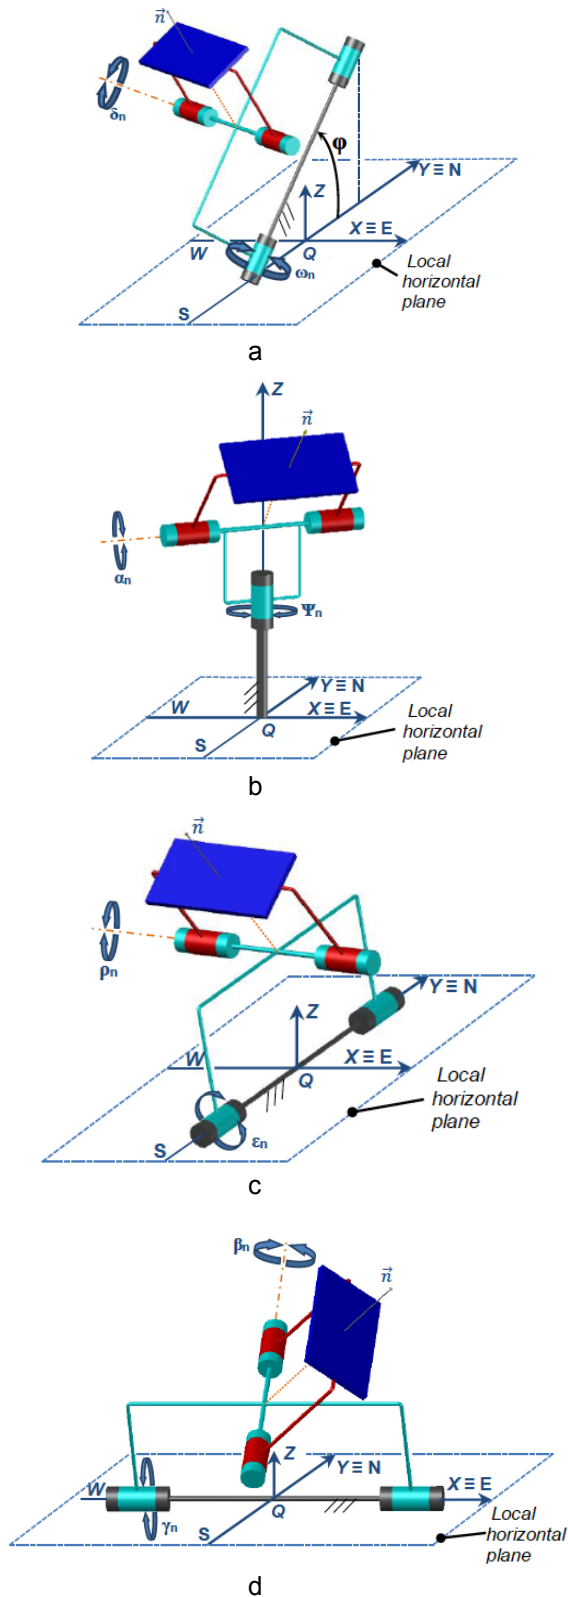 n⃗
δn
φ
Y ≡ N
Z
X ≡ E
W
Q
ωn
S
Local
horizontal
plane
a
Z
n⃗
αn
Ψn
Y ≡ N
W
X ≡ E
S
Q
Local
horizontal
plane
b
n⃗
ρn
Y ≡ N
Z
W
X ≡ E
Q
S
εn
Local
horizontal
plane
c
βn
n⃗
Z
Y ≡ N
W
X ≡ E
Q
γn
S
Local
horizontal
plane
d